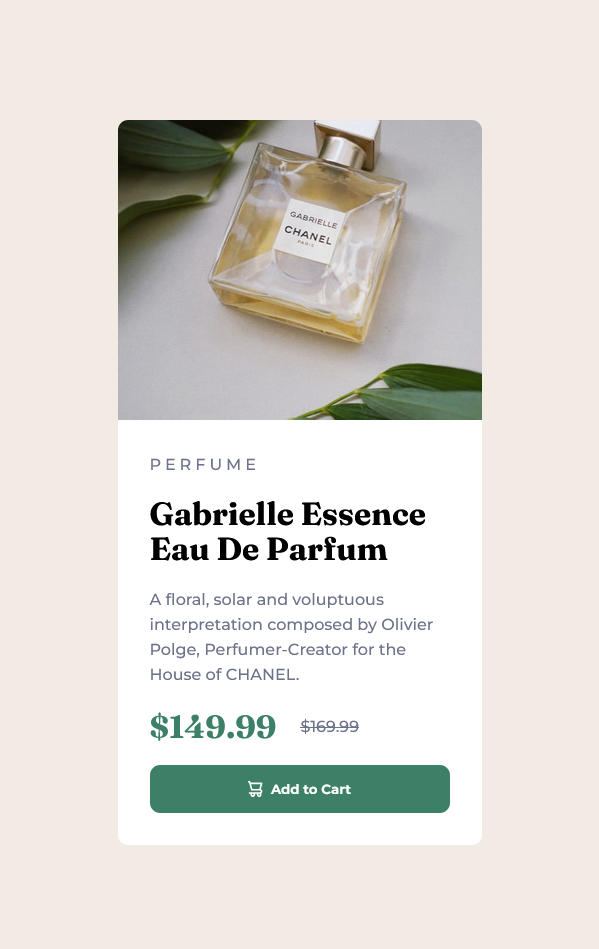 GABRIELLE
CHANEL
PARIS
PERFUME
Gabrielle Essence
Eau De Parfum
A floral, solar and voluptuous
interpretation composed by Olivier
Polge, Perfumer-Creator for the
House of CHANEL.
$149.99 $169.99
Add to Cart